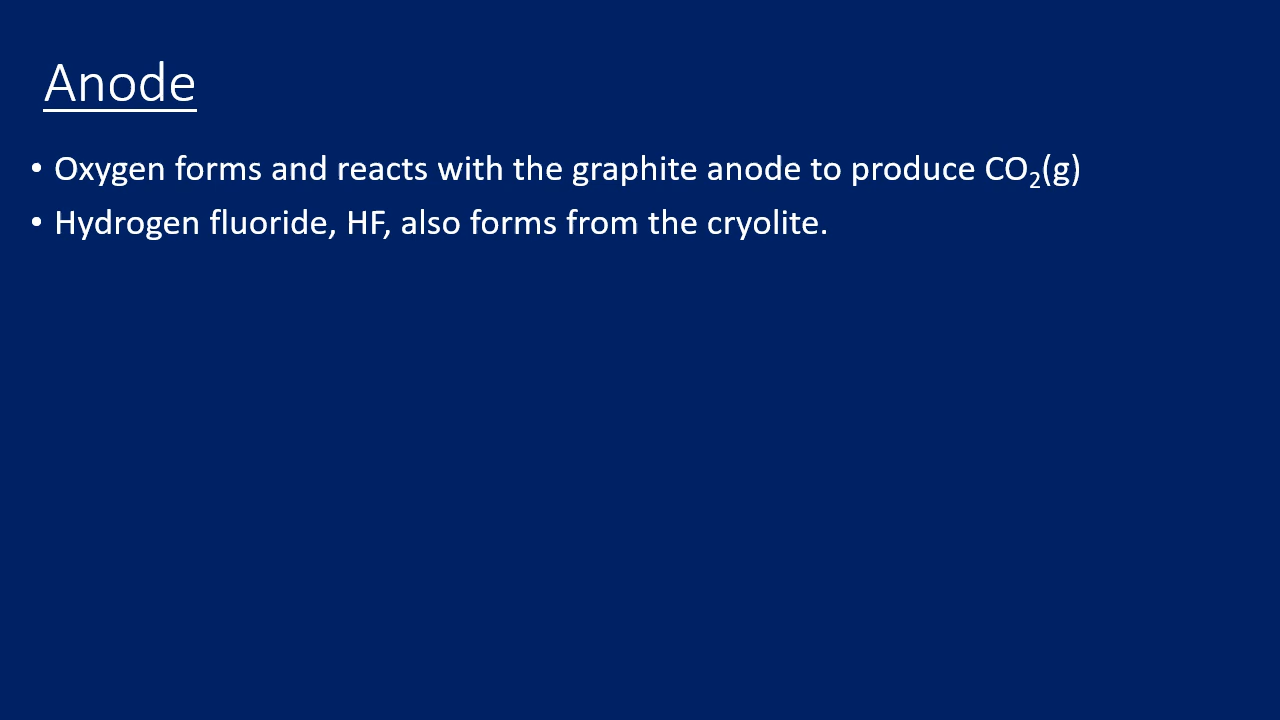 Anode
• Oxygen forms and reacts with the graphite anode to produce CO₂(g)
• Hydrogen fluoride, HF, also forms from the cryolite.